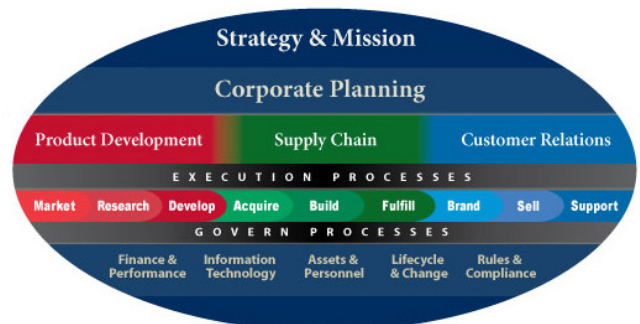 Strategy & Mission
Corporate Planning
Product Development Supply Chain Customer Relations
EXECUTION PROCESSES
Market Research Develop Acquire Build Fulfill Brand Sell Support
GOVERN PROCESSES
Finance & Information Assets & Lifecycle Rules &
Performance Technology Personnel & Change Compliance